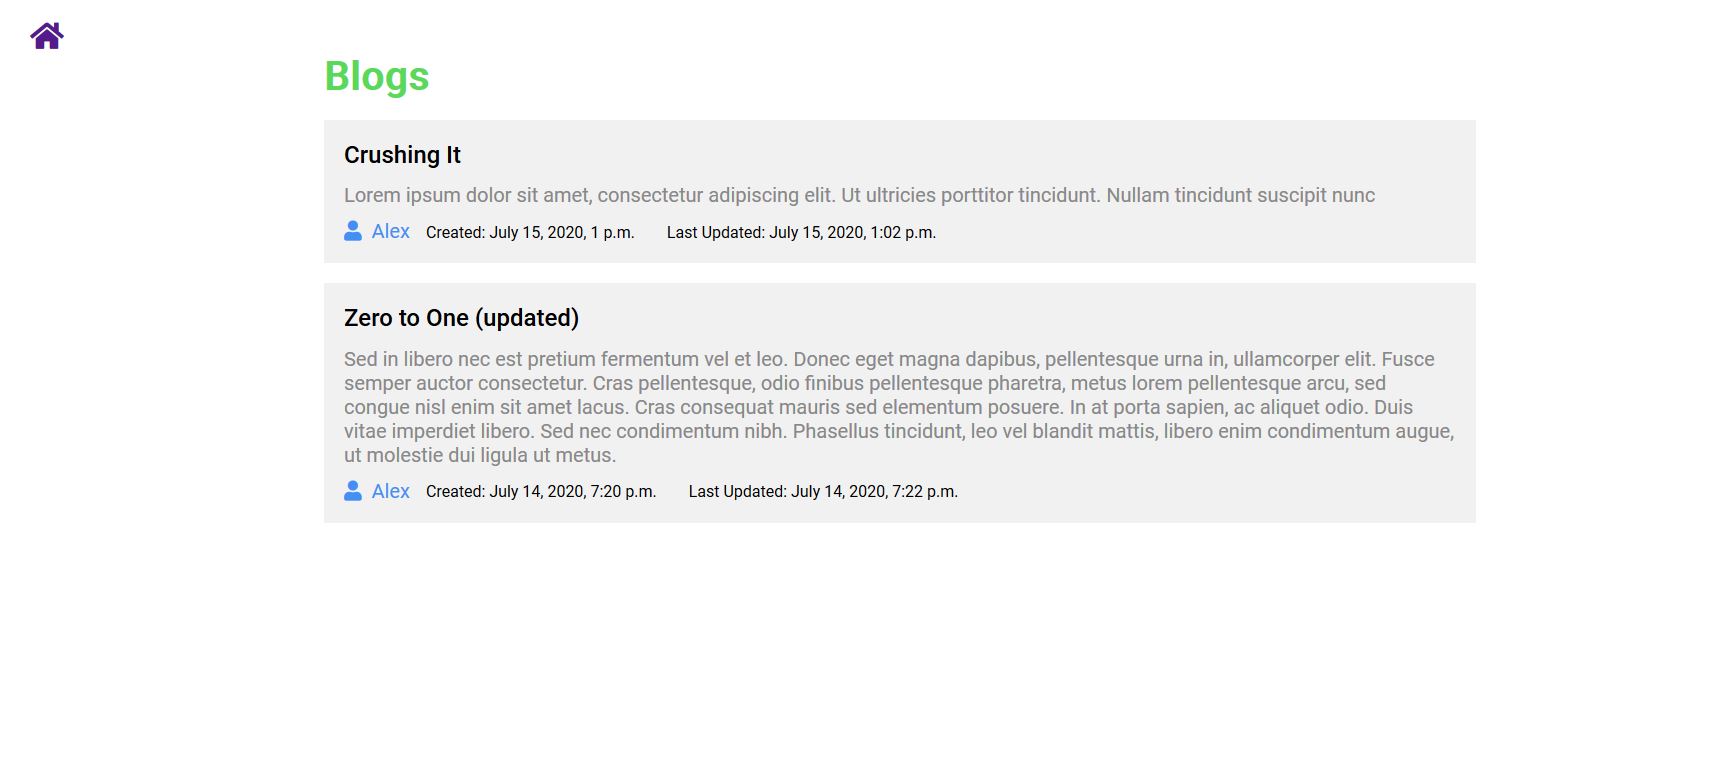 Blogs
Crushing It
Lorem ipsum dolor sit amet, consectetur adipiscing elit. Ut ultricies porttitor tincidunt. Nullam tincidunt suscipit nunc
Alex Created: July 15, 2020, 1 p.m. Last Updated: July 15, 2020, 1:02 p.m.
Zero to One (updated)
Sed in libero nec est pretium fermentum vel et leo. Donec eget magna dapibus, pellentesque urna in, ullamcorper elit. Fusce
semper auctor consectetur. Cras pellentesque, odio finibus pellentesque pharetra, metus lorem pellentesque arcu, sed
congue nisl enim sit amet lacus. Cras consequat mauris sed elementum posuere. In at porta sapien, ac aliquet odio. Duis
vitae imperdiet libero. Sed nec condimentum nibh. Phasellus tincidunt, leo vel blandit mattis, libero enim condimentum augue,
ut molestie dui ligula ut metus.
Alex Created: July 14, 2020, 7:20 p.m. Last Updated: July 14, 2020, 7:22 p.m.